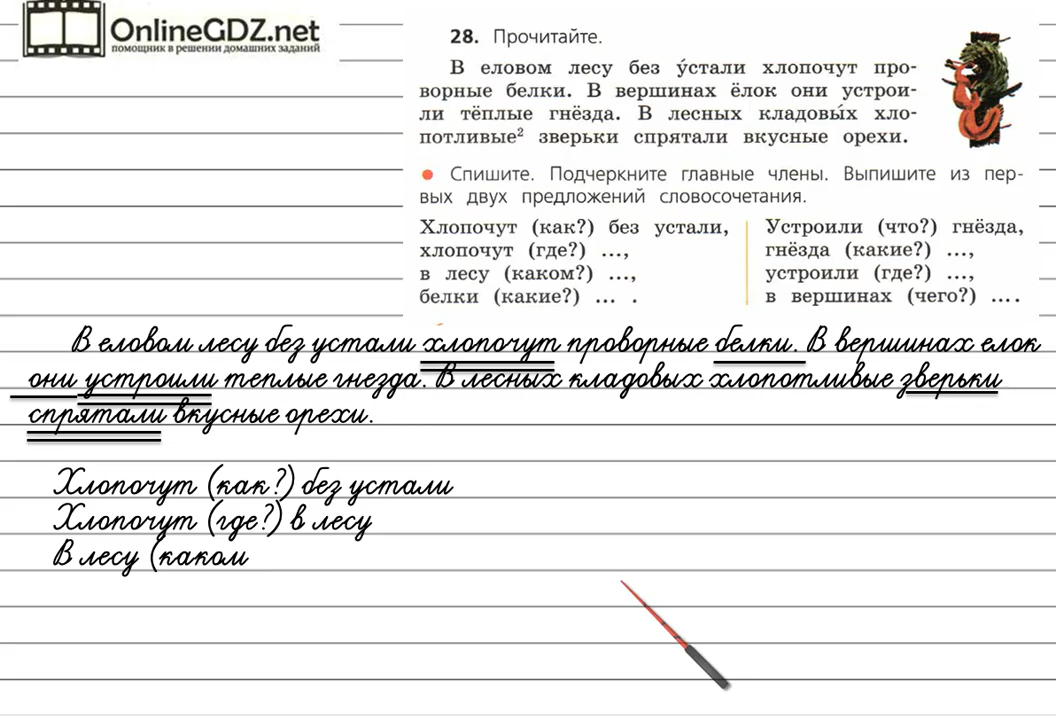 OnlineGDZ.net
помощник в решении домашних заданий
28. Прочитайте.
В еловом лесу без у́стали хлопочут про-
ворные белки. В вершинах ёлок они устрои-
ли тёплые гнёзда. В лесных кладовы́х хло-
потливые² зверьки спрятали вкусные орехи.
● Спишите. Подчеркните главные члены. Выпишите из пер-
вых двух предложений словосочетания.
Хлопочут (как?) без устали,
хлопочут (где?) ...,
в лесу (каком?) ...,
белки (какие?) ... .
Устроили (что?) гнёзда,
гнёзда (какие?) ...,
устроили (где?) ...,
в вершинах (чего?) ... .
В еловом лесу без устали хлопочут проворные белки. В вершинах елок
они устроили теплые гнезда. В лесных кладовых хлопотливые зверьки
спрятали вкусные орехи.
Хлопочут (как?) без устали
Хлопочут (где?) в лесу
В лесу (каком